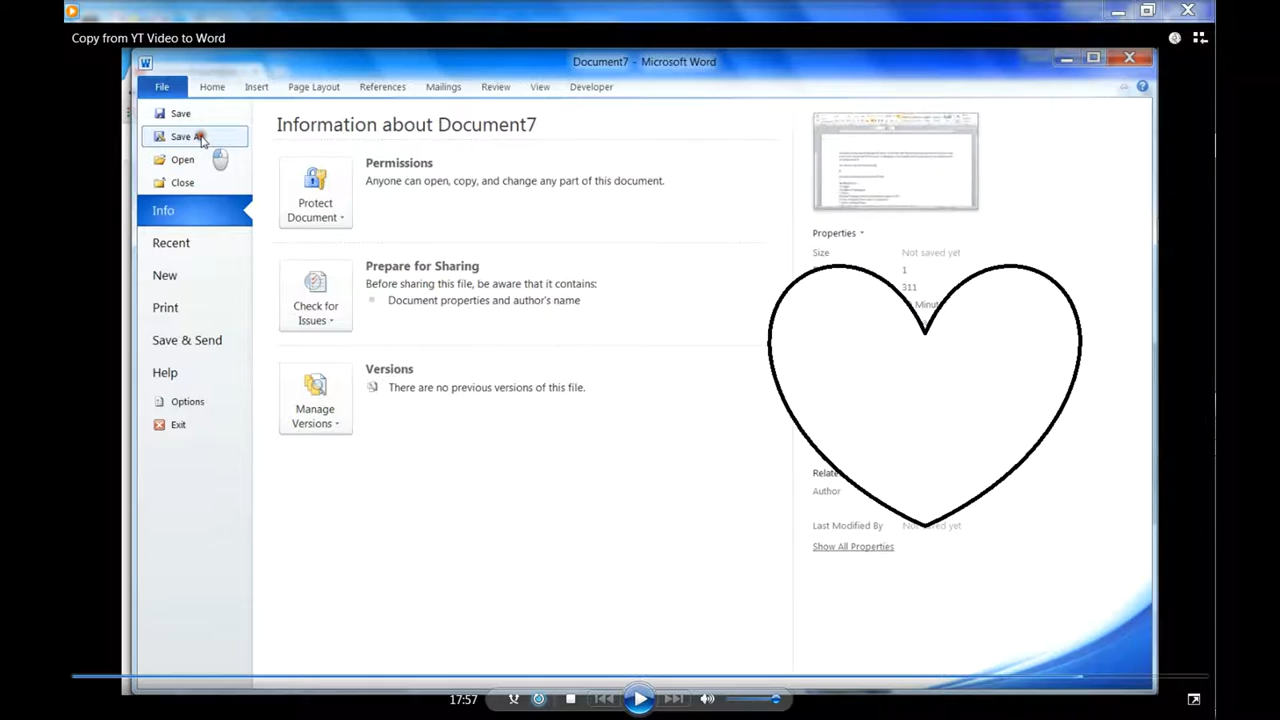 Copy from YT Video to Word
Document7 - Microsoft Word
File Home Insert Page Layout References Mailings Review View Developer
Save
Save
Open
Close
Info
Recent
New
Print
Save & Send
Help
Options
Exit
Information about Document7
Protect
Document
Permissions
Anyone can open, copy, and change any part of this document.
Check for
Issues
Prepare for Sharing
Before sharing this file, be aware that it contains:
Document properties and author's name
Manage
Versions
Versions
There are no previous versions of this file.
Properties
Size Not saved yet
1
311
Author
Last Modified By yet
Show All Properties
17:57